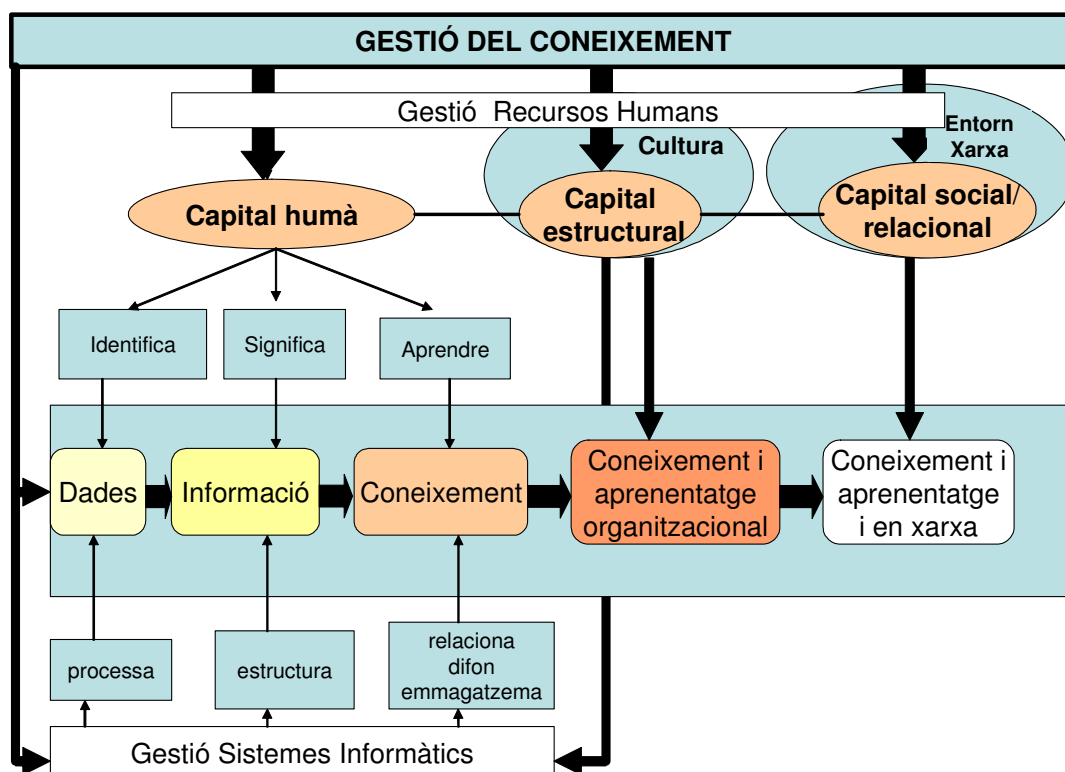 GESTIÓ DEL CONEIXEMENT
Gestió Recursos Humans
Cultura
Entorn
Xarxa
Capital humà
Capital
estructural
Capital social/
relacional
Identifica
Significa
Aprendre
Dades
Informació
Coneixement
Coneixement i
aprenentatge
organitzacional
Coneixement i
aprenentatge
i en xarxa
processa
estructura
relaciona
difon
emmagatzema
Gestió Sistemes Informàtics